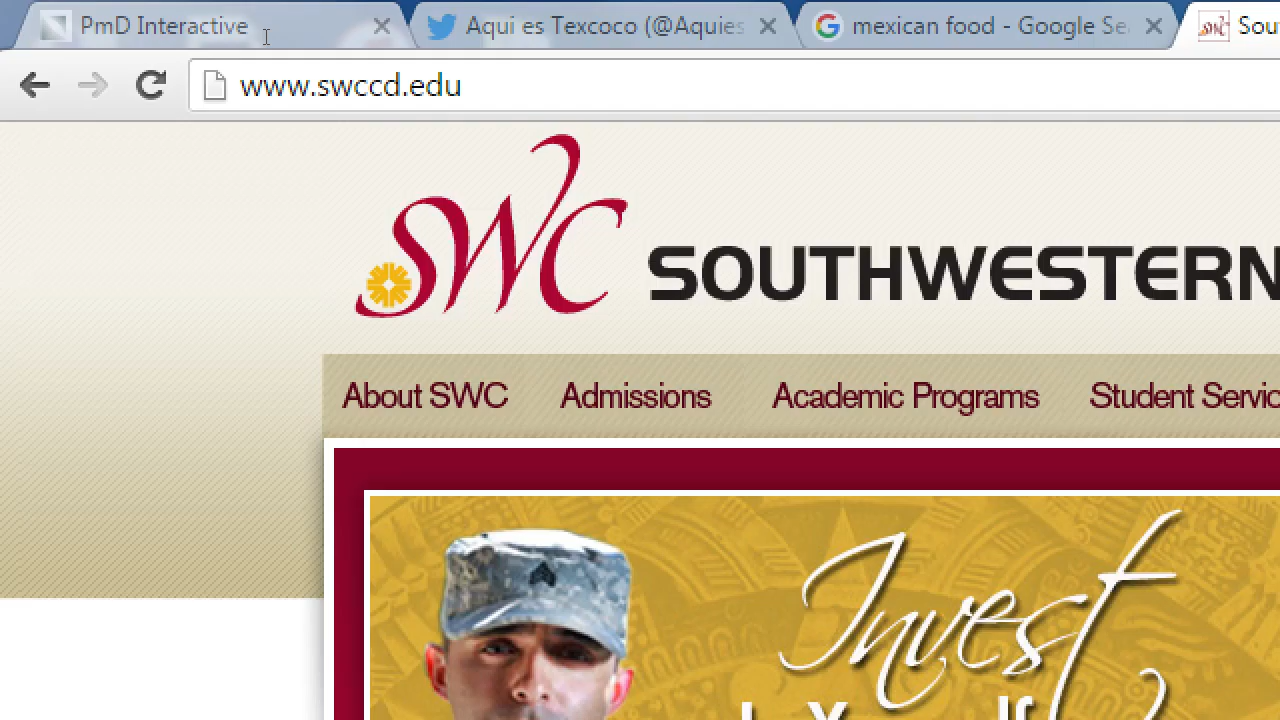 PmD Interactive
Aqui es Texcoco (@Aquies
mexican food - Google Se
Sou
www.swccd.edu
SWC
SOUTHWESTERN
About SWC
Admissions
Academic Programs
Student Servic
Invest